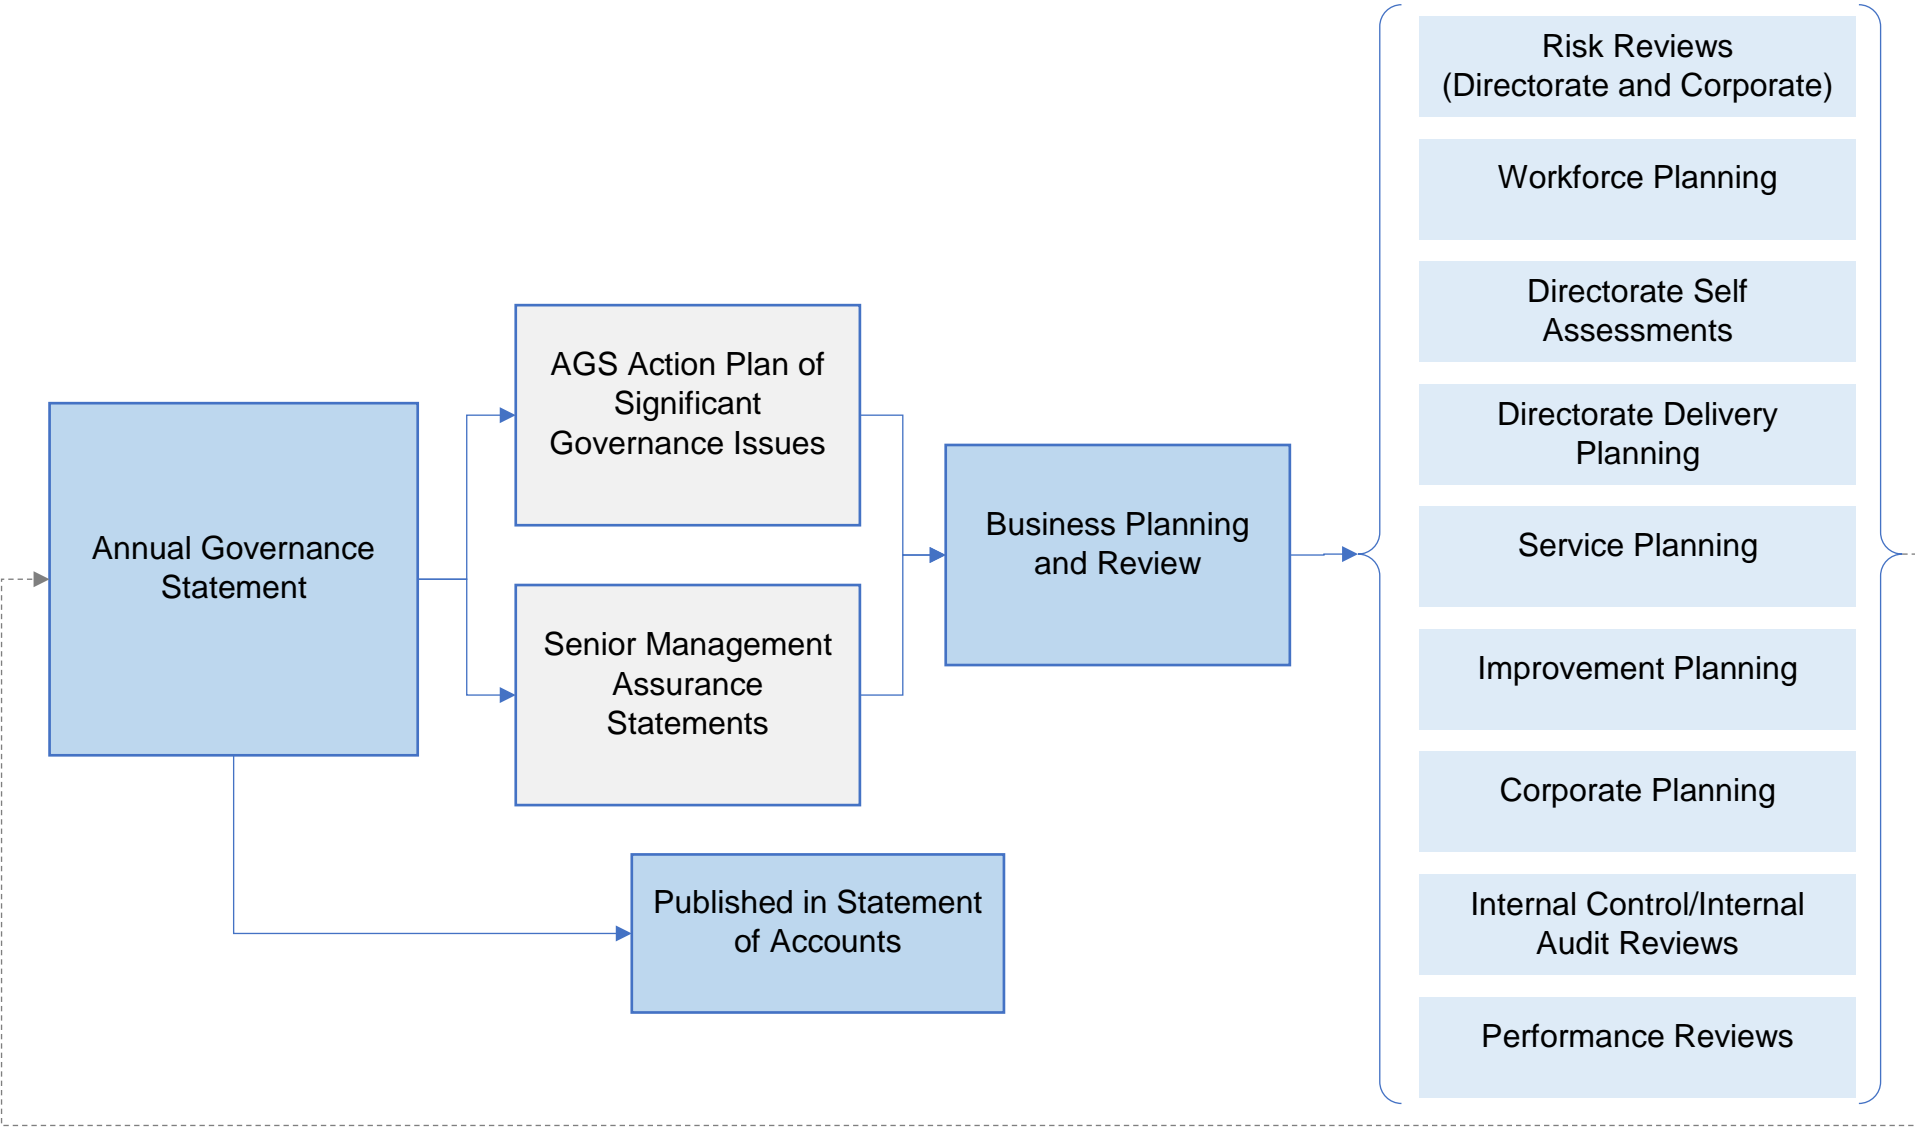 Annual Governance
Statement
AGS Action Plan of
Significant
Governance Issues
Senior Management
Assurance
Statements
Published in Statement
of Accounts
Business Planning
and Review
Risk Reviews
(Directorate and Corporate)
Workforce Planning
Directorate Self
Assessments
Directorate Delivery
Planning
Service Planning
Improvement Planning
Corporate Planning
Internal Control/Internal
Audit Reviews
Performance Reviews